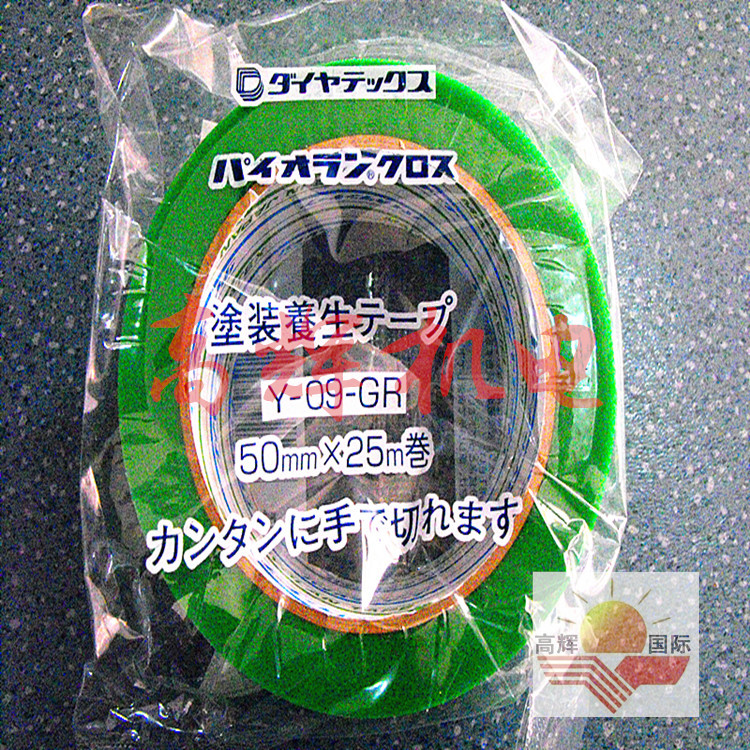 ダイヤテックス
パイオラン®クロス
塗装養生テープ
高辉机电
Y-09-GR
50mm×25m巻
カンタンに手で切れます
高辉 国际